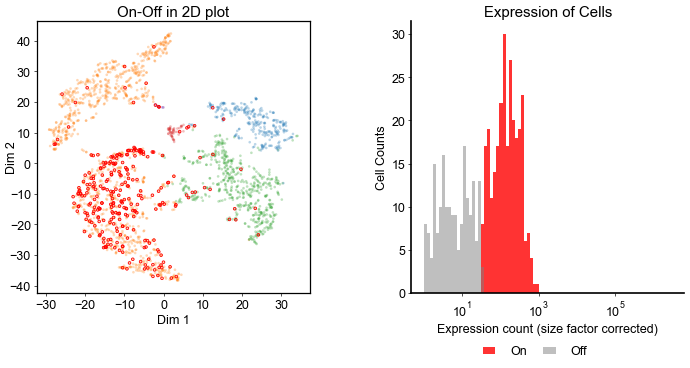 On-Off in 2D plot
Expression of Cells
40
30
20
10
0
−10
−20
−30
−40
Dim 2
−30 −20 −10 0 10 20 30
Dim 1
30
25
20
15
10
5
0
Cell Counts
10^1 10^3 10^5
Expression count (size factor corrected)
On Off